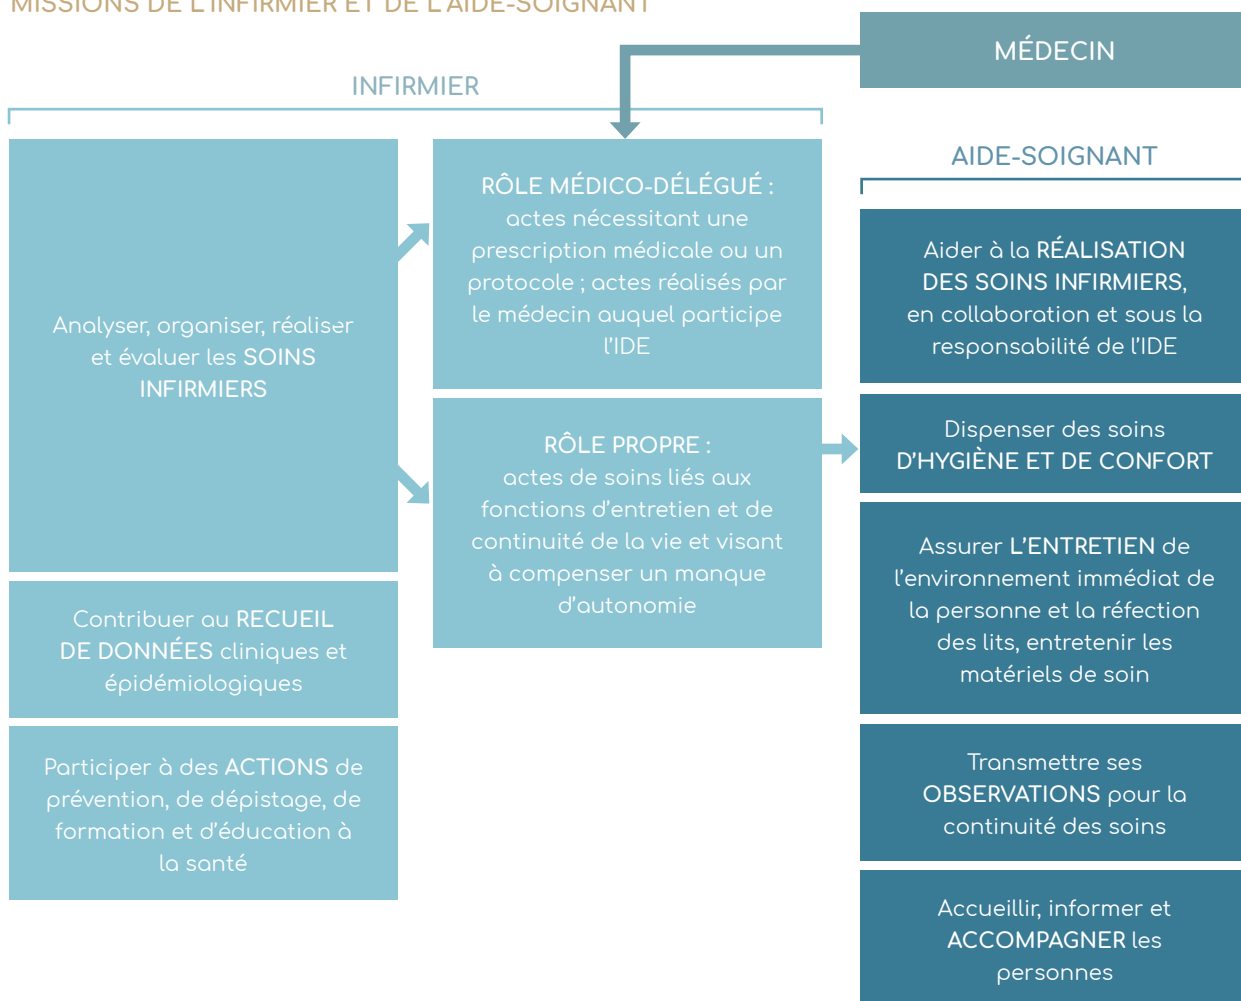 MISSIONS DE L'INFIRMIER ET DE L'AIDE-SOIGNANT
MÉDECIN
INFIRMIER
Analyser, organiser, réaliser
et évaluer les SOINS
INFIRMIERS
Contribuer au RECUEIL
DE DONNÉES cliniques et
épidémiologiques
Participer à des ACTIONS de
prévention, de dépistage, de
formation et d'éducation à
la santé
RÔLE MÉDICO-DÉLÉGUÉ :
actes nécessitant une
prescription médicale ou un
protocole ; actes réalisés par
le médecin auquel participe
l'IDE
RÔLE PROPRE :
actes de soins liés aux
fonctions d'entretien et de
continuité de la vie et visant
à compenser un manque
d'autonomie
AIDE-SOIGNANT
Aider à la RÉALISATION
DES SOINS INFIRMIERS,
en collaboration et sous la
responsabilité de l'IDE
Dispenser des soins
D'HYGIÈNE ET DE CONFORT
Assurer L'ENTRETIEN de
l'environnement immédiat de
la personne et la réfection
des lits, entretenir les
matériels de soin
Transmettre ses
OBSERVATIONS pour la
continuité des soins
Accueillir, informer et
ACCOMPAGNER les
personnes